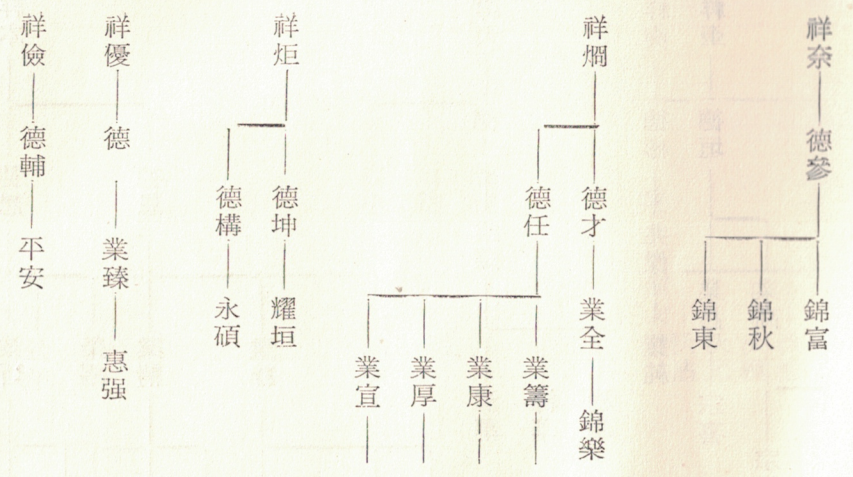 祥奈
德參
錦富
錦秋
錦東
祥燗
德才
業全
錦樂
德任
業籌
業康
業厚
業宣
祥炬
德坤
耀垣
德構
永碩
祥優
德
業臻
惠强
祥儉
德輔
平安